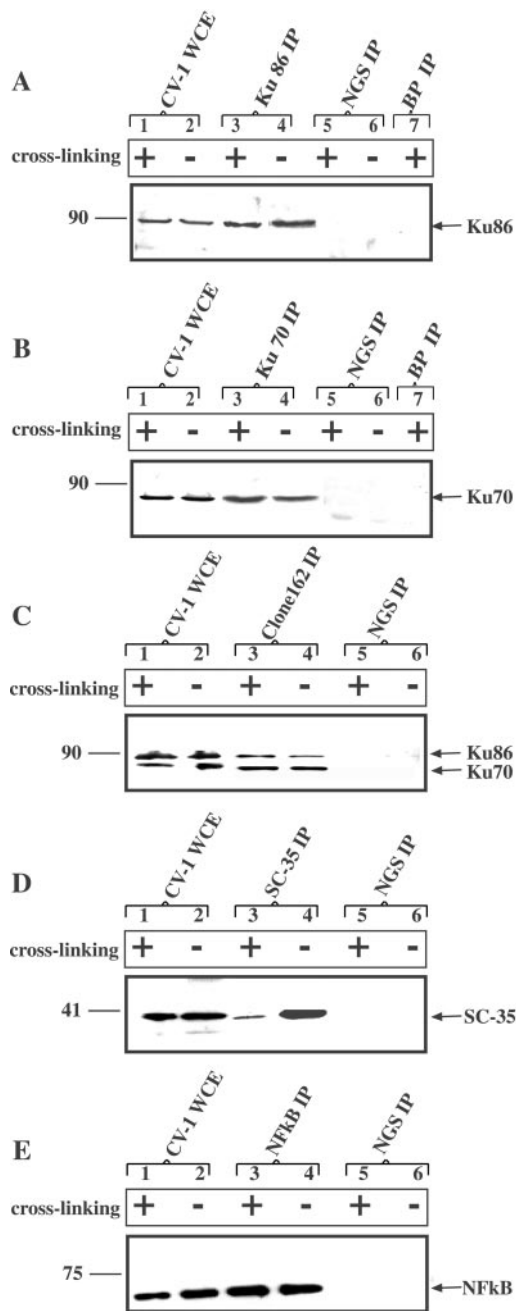 A
CV-1 WCE Ku 86 IP NGS IP BP IP
1 2 3 4 5 6 7
cross-linking + - + - + - +
90 Ku86
B
CV-1 WCE Ku 70 IP NGS IP BP IP
1 2 3 4 5 6 7
cross-linking + - + - + - +
90 Ku70
C
CV-1 WCE Clone162 IP NGS IP
1 2 3 4 5 6
cross-linking + - + - + -
90 Ku86
Ku70
D
CV-1 WCE SC-35 IP NGS IP
1 2 3 4 5 6
cross-linking + - + - + -
41 SC-35
E
CV-1 WCE NFkB IP NGS IP
1 2 3 4 5 6
cross-linking + - + - + -
75 NFkB